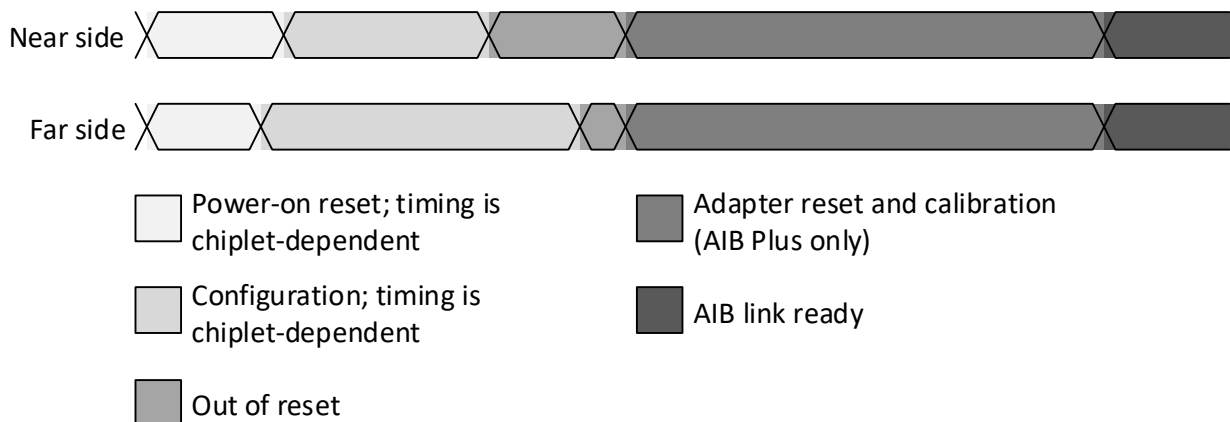 Near side
Far side
Power-on reset; timing is
chiplet-dependent
Configuration; timing is
chiplet-dependent
Out of reset
Adapter reset and calibration
(AIB Plus only)
AIB link ready